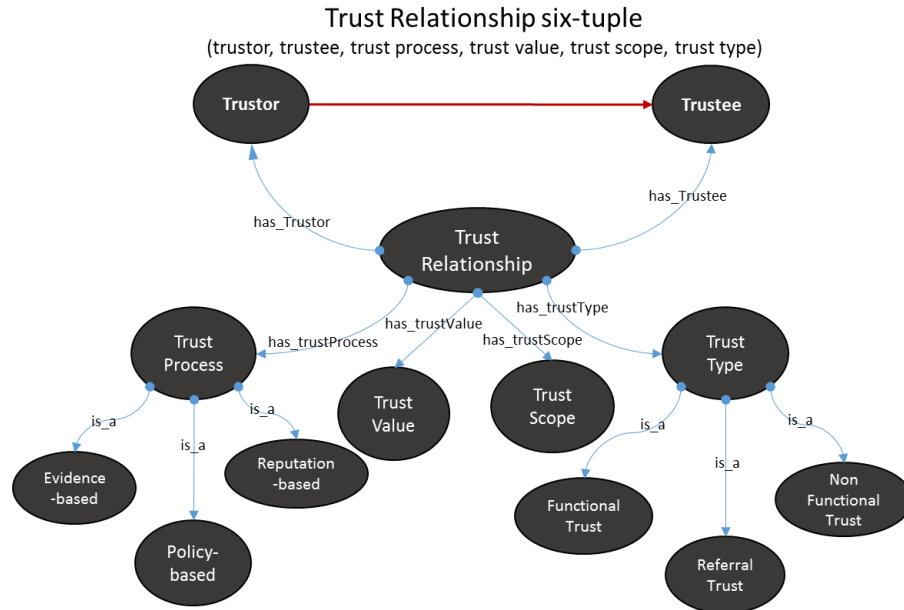 Trust Relationship six-tuple
(trustor, trustee, trust process, trust value, trust scope, trust type)
Trustor
Trustee
has_Trustor
has_Trustee
Trust
Relationship
has_trustProcess
has_trustValue
has_trustScope
has_trustType
Trust
Process
Trust
Value
Trust
Scope
Trust
Type
is_a
is_a
is_a
is_a
is_a
is_a
Evidence
-based
Policy-
based
Reputation
-based
Functional
Trust
Referral
Trust
Non
Functional
Trust